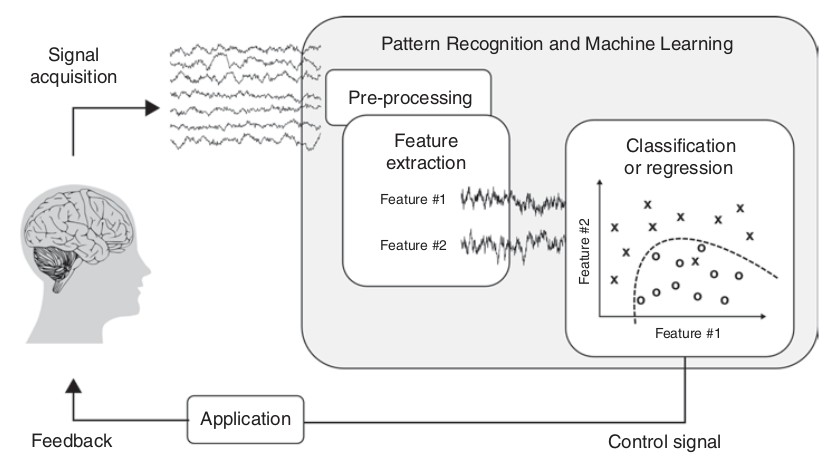 Signal
acquisition
Pattern Recognition and Machine Learning
Pre-processing
Feature
extraction
Feature #1
Feature #2
Classification
or regression
Feature #2
Feature #1
Application
Feedback
Control signal